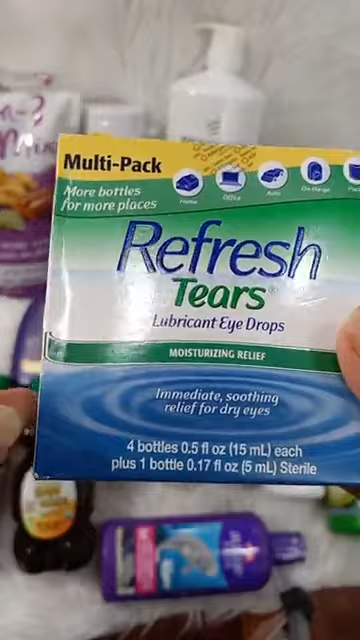 Multi-Pack
More bottles
for more places
Home
Office
Auto
On-the-go
Refresh
Tears®
Lubricant Eye Drops
MOISTURIZING RELIEF
Immediate, soothing
relief for dry eyes
4 bottles 0.5 fl oz (15 mL) each
plus 1 bottle 0.17 fl oz (5 mL) Sterile